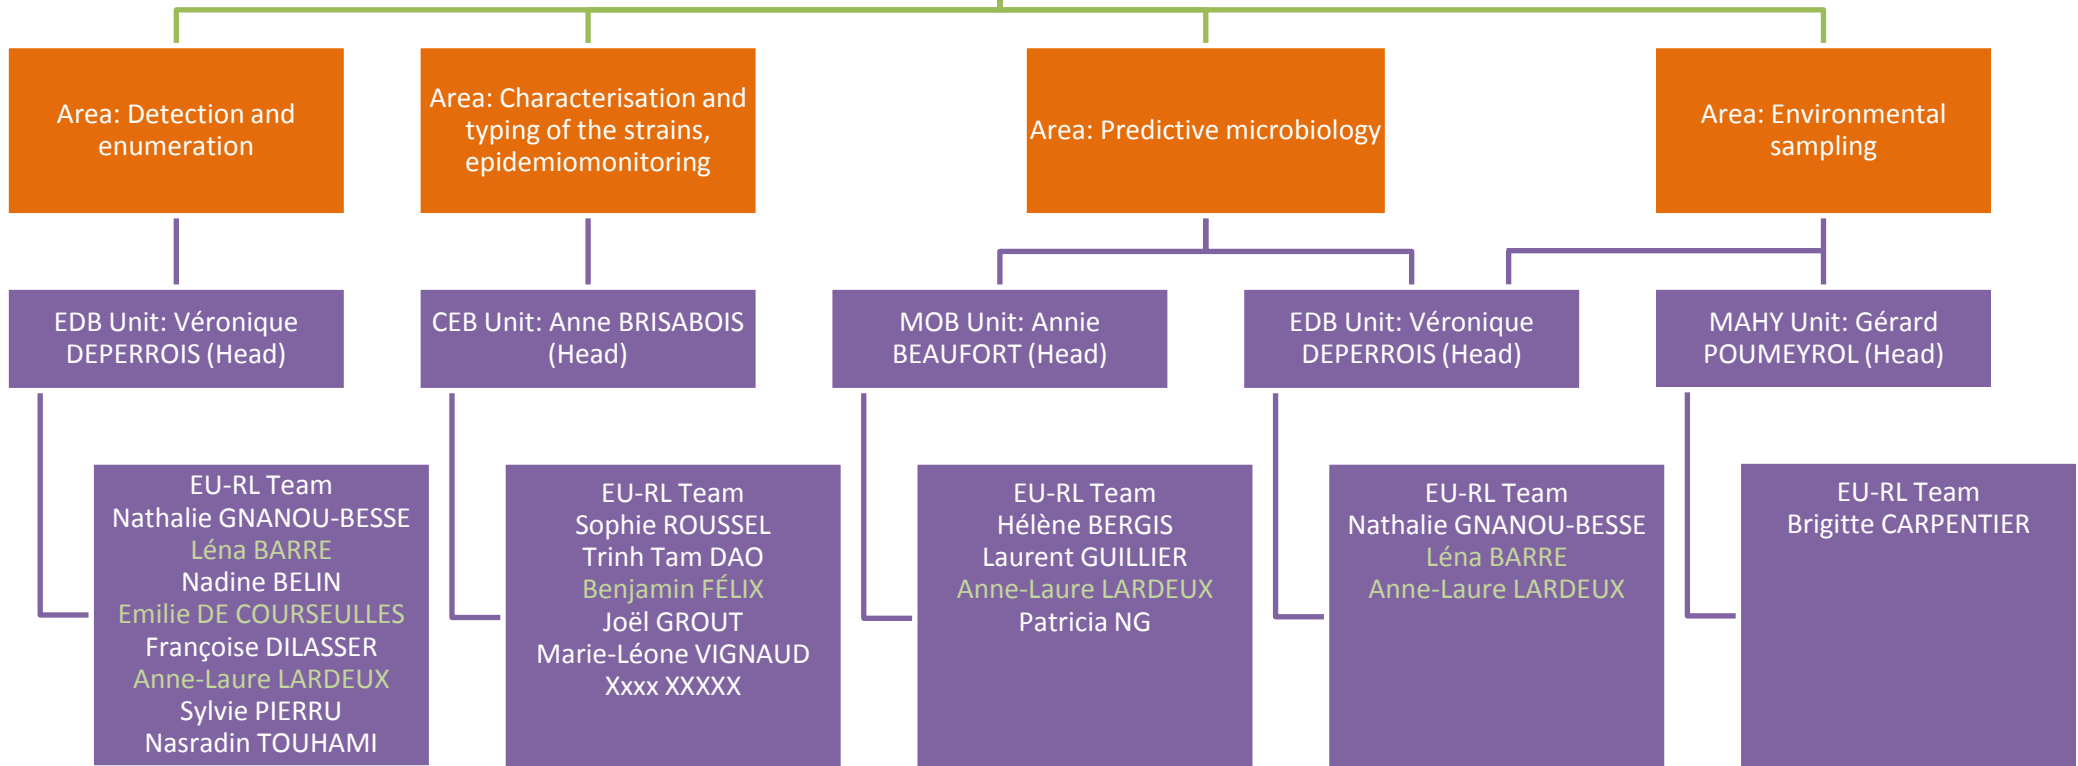 Area: Detection and
enumeration
Area: Characterisation and
typing of the strains,
epidemiomonitoring
Area: Predictive microbiology
Area: Environmental
sampling
EDB Unit: Véronique
DEPERROIS (Head)
CEB Unit: Anne BRISABOIS
(Head)
MOB Unit: Annie
BEAUFORT (Head)
EDB Unit: Véronique
DEPERROIS (Head)
MAHY Unit: Gérard
POUMEYROL (Head)
EU-RL Team
Nathalie GNANOU-BESSE
Léna BARRE
Nadine BELIN
Emilie DE COURSEULLES
Françoise DILASSER
Anne-Laure LARDEUX
Sylvie PIERRU
Nasradin TOUHAMI
EU-RL Team
Sophie ROUSSEL
Trinh Tam DAO
Benjamin FÉLIX
Joël GROUT
Marie-Léone VIGNAUD
Xxxx XXXXX
EU-RL Team
Hélène BERGIS
Laurent GUILLIER
Anne-Laure LARDEUX
Patricia NG
EU-RL Team
Nathalie GNANOU-BESSE
Léna BARRE
Anne-Laure LARDEUX
EU-RL Team
Brigitte CARPENTIER